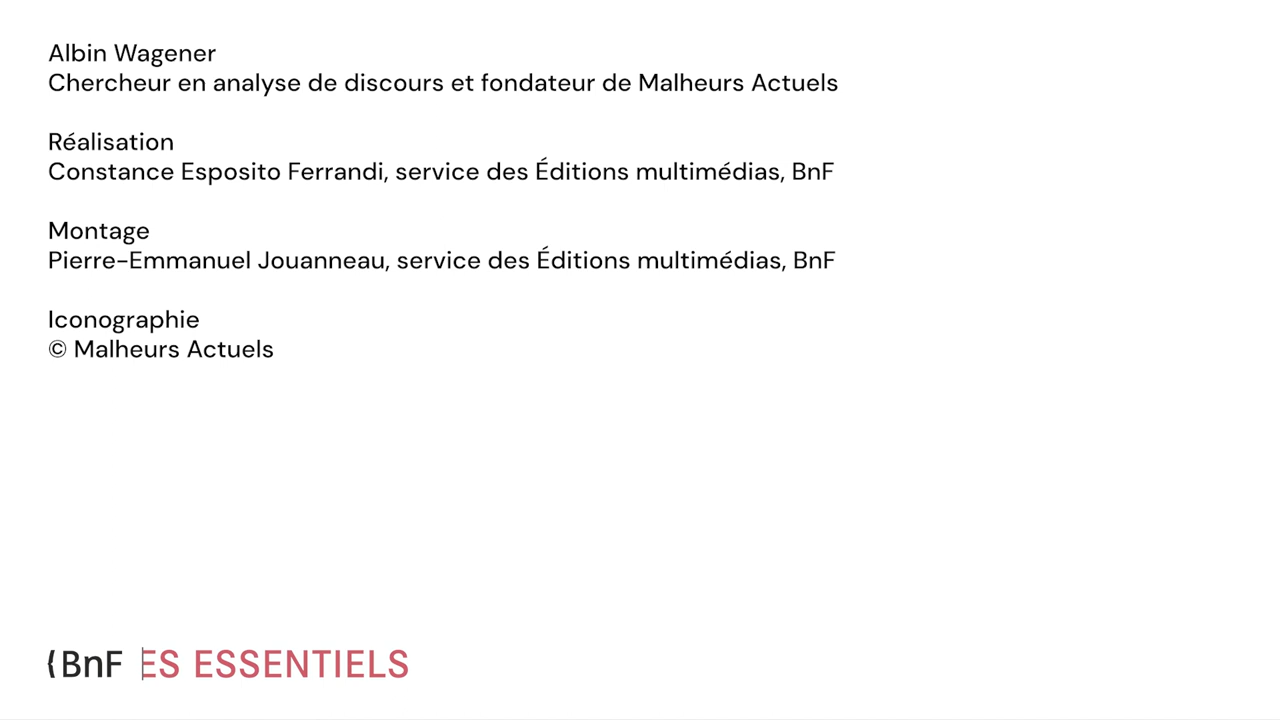 Albin Wagener
Chercheur en analyse de discours et fondateur de Malheurs Actuels
Réalisation
Constance Esposito Ferrandi, service des Éditions multimédias, BnF
Montage
Pierre-Emmanuel Jouanneau, service des Éditions multimédias, BnF
Iconographie
© Malheurs Actuels
{BnF ES ESSENTIELS